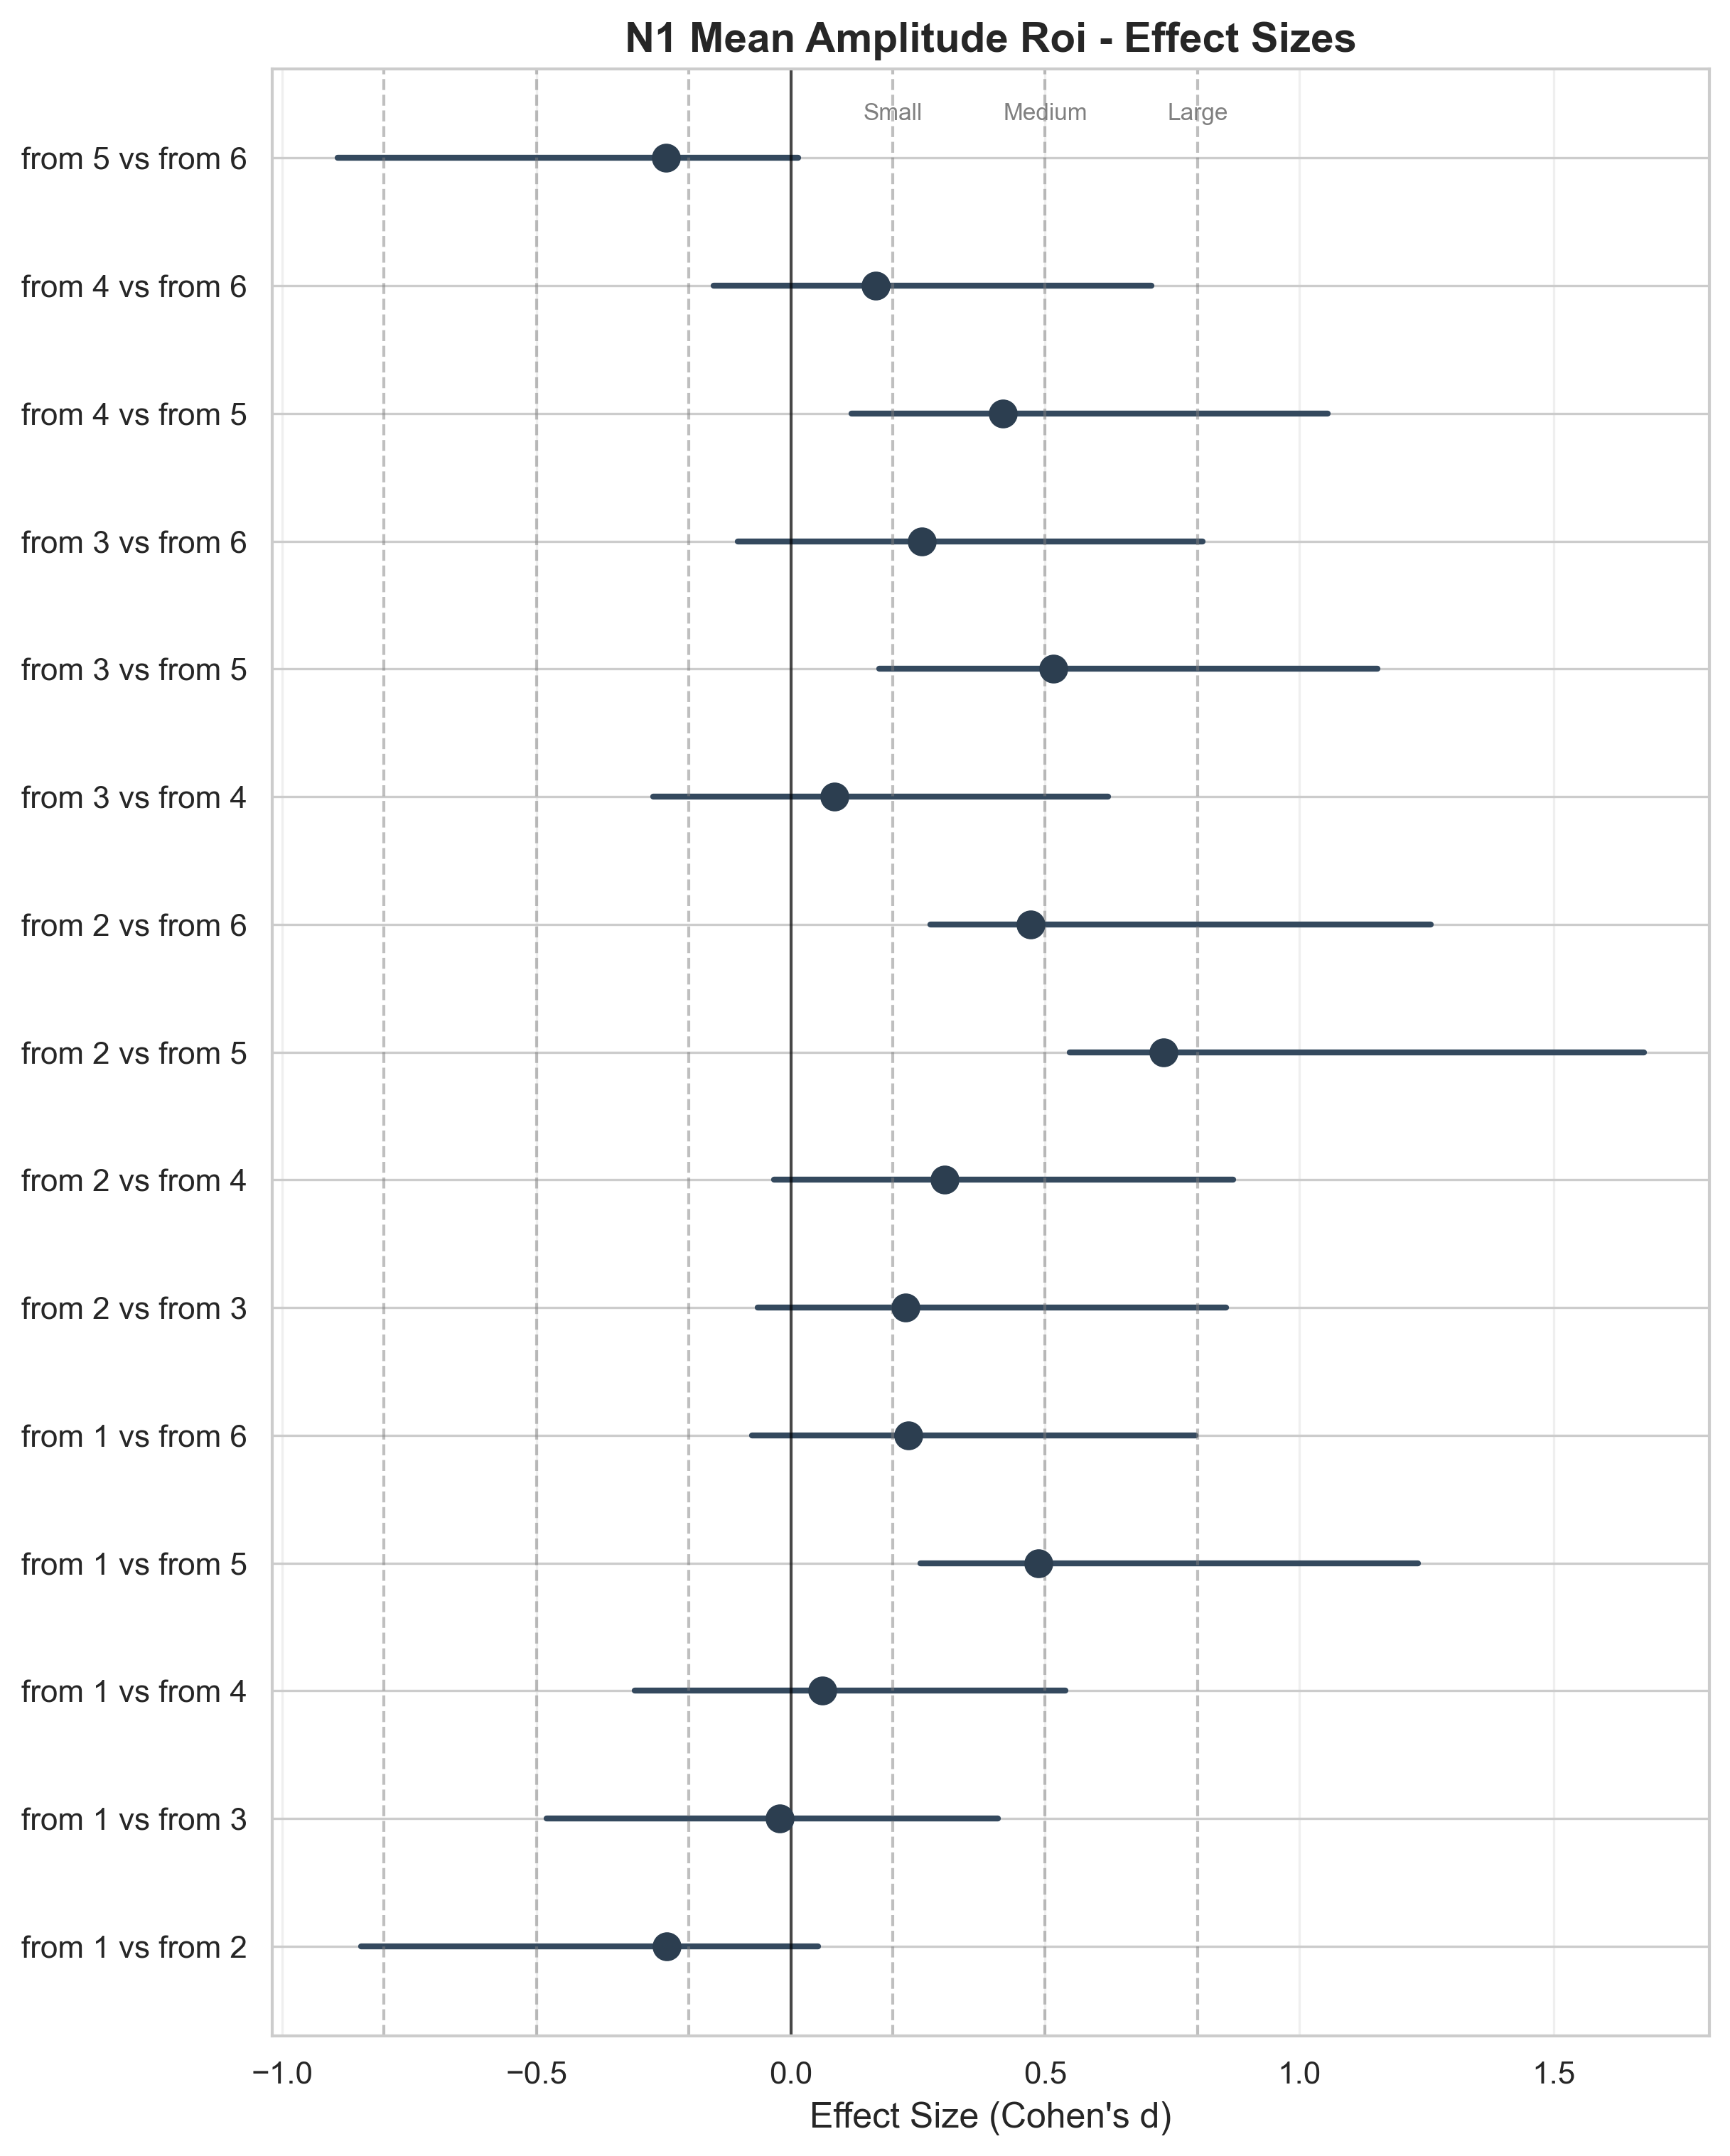 N1 Mean Amplitude Roi - Effect Sizes
Small Medium Large
from 5 vs from 6
from 4 vs from 6
from 4 vs from 5
from 3 vs from 6
from 3 vs from 5
from 3 vs from 4
from 2 vs from 6
from 2 vs from 5
from 2 vs from 4
from 2 vs from 3
from 1 vs from 6
from 1 vs from 5
from 1 vs from 4
from 1 vs from 3
from 1 vs from 2
−1.0 −0.5 0.0 0.5 1.0 1.5
Effect Size (Cohen's d)